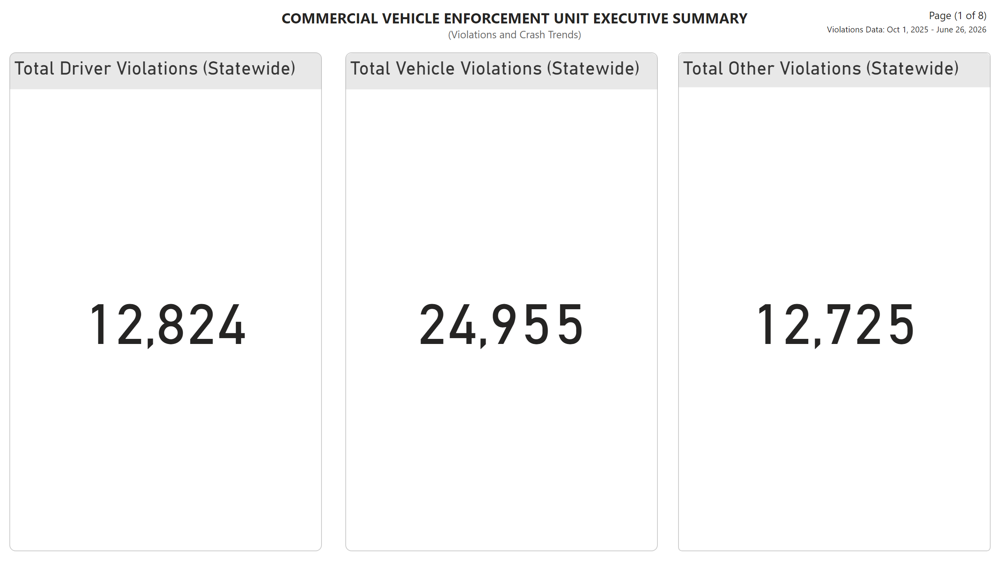 COMMERCIAL VEHICLE ENFORCEMENT UNIT EXECUTIVE SUMMARY
(Violations and Crash Trends)
Page (1 of 8)
Violations Data: Oct 1, 2025 - June 26, 2026
Total Driver Violations (Statewide)
12,824
Total Vehicle Violations (Statewide)
24,955
Total Other Violations (Statewide)
12,725